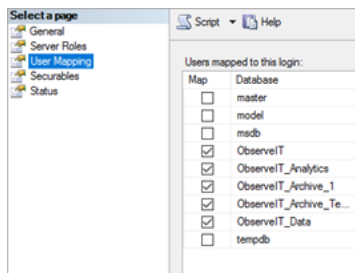 Select a page
General
Server Roles
User Mapping
Securables
Status
Script Help
Users mapped to this login:
Map Database
master
model
msdb
ObserveIT
ObserveIT_Analytics
ObserveIT_Archive_1
ObserveIT_Archive_Te...
ObserveIT_Data
tempdb